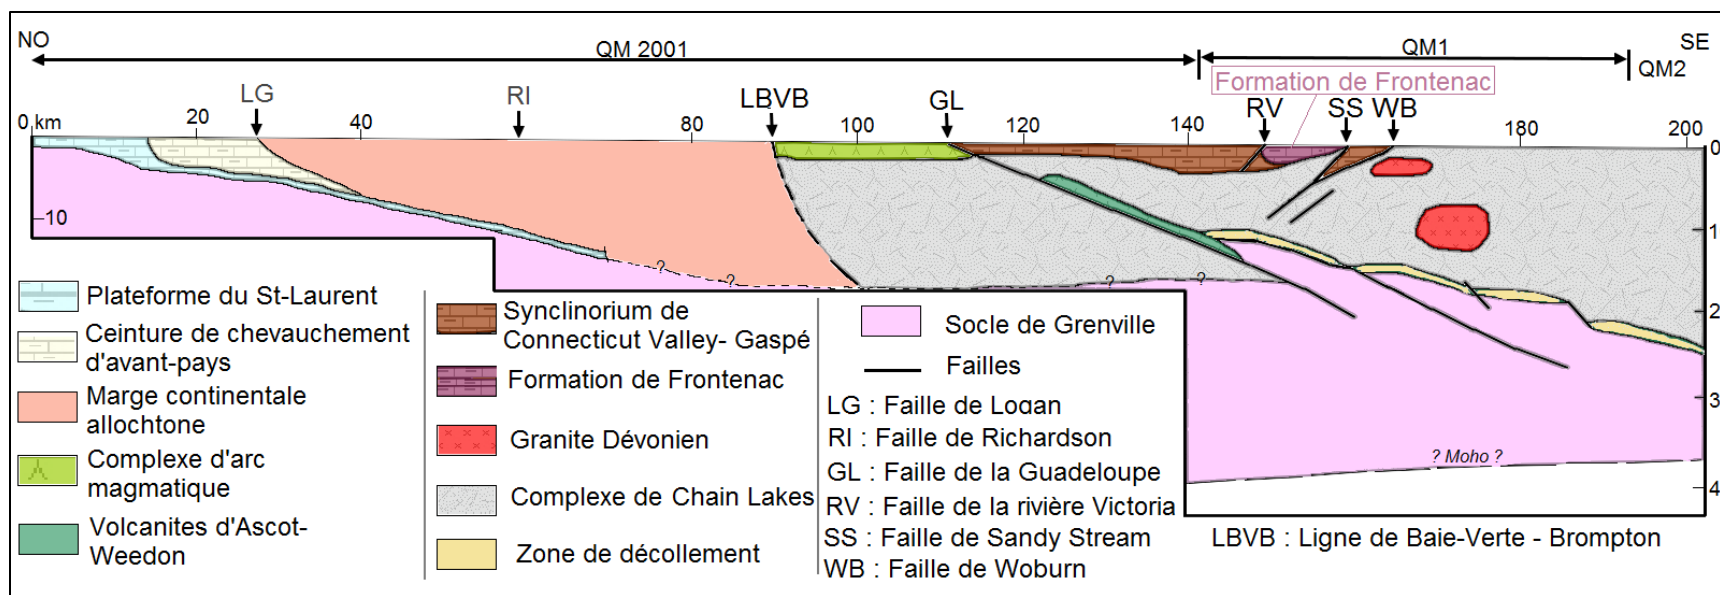 NO
QM 2001
QM1
SE
QM2
Formation de Frontenac
LG
RI
LBVB
GL
RV
SS
WB
0 km
20
40
80
100
120
140
180
200
0
10
1
2
3
4
?
?
?
?
? Moho ?
Plateforme du St-Laurent
Ceinture de chevauchement
d'avant-pays
Marge continentale
allochtone
Complexe d'arc
magmatique
Volcanites d'Ascot-
Weedon
Synclinorium de
Connecticut Valley- Gaspé
Formation de Frontenac
Granite Dévonien
Complexe de Chain Lakes
Zone de décollement
Socle de Grenville
Failles
LG : Faille de Logan
RI : Faille de Richardson
GL : Faille de la Guadeloupe
RV : Faille de la rivière Victoria
SS : Faille de Sandy Stream
WB : Faille de Woburn
LBVB : Ligne de Baie-Verte - Brompton